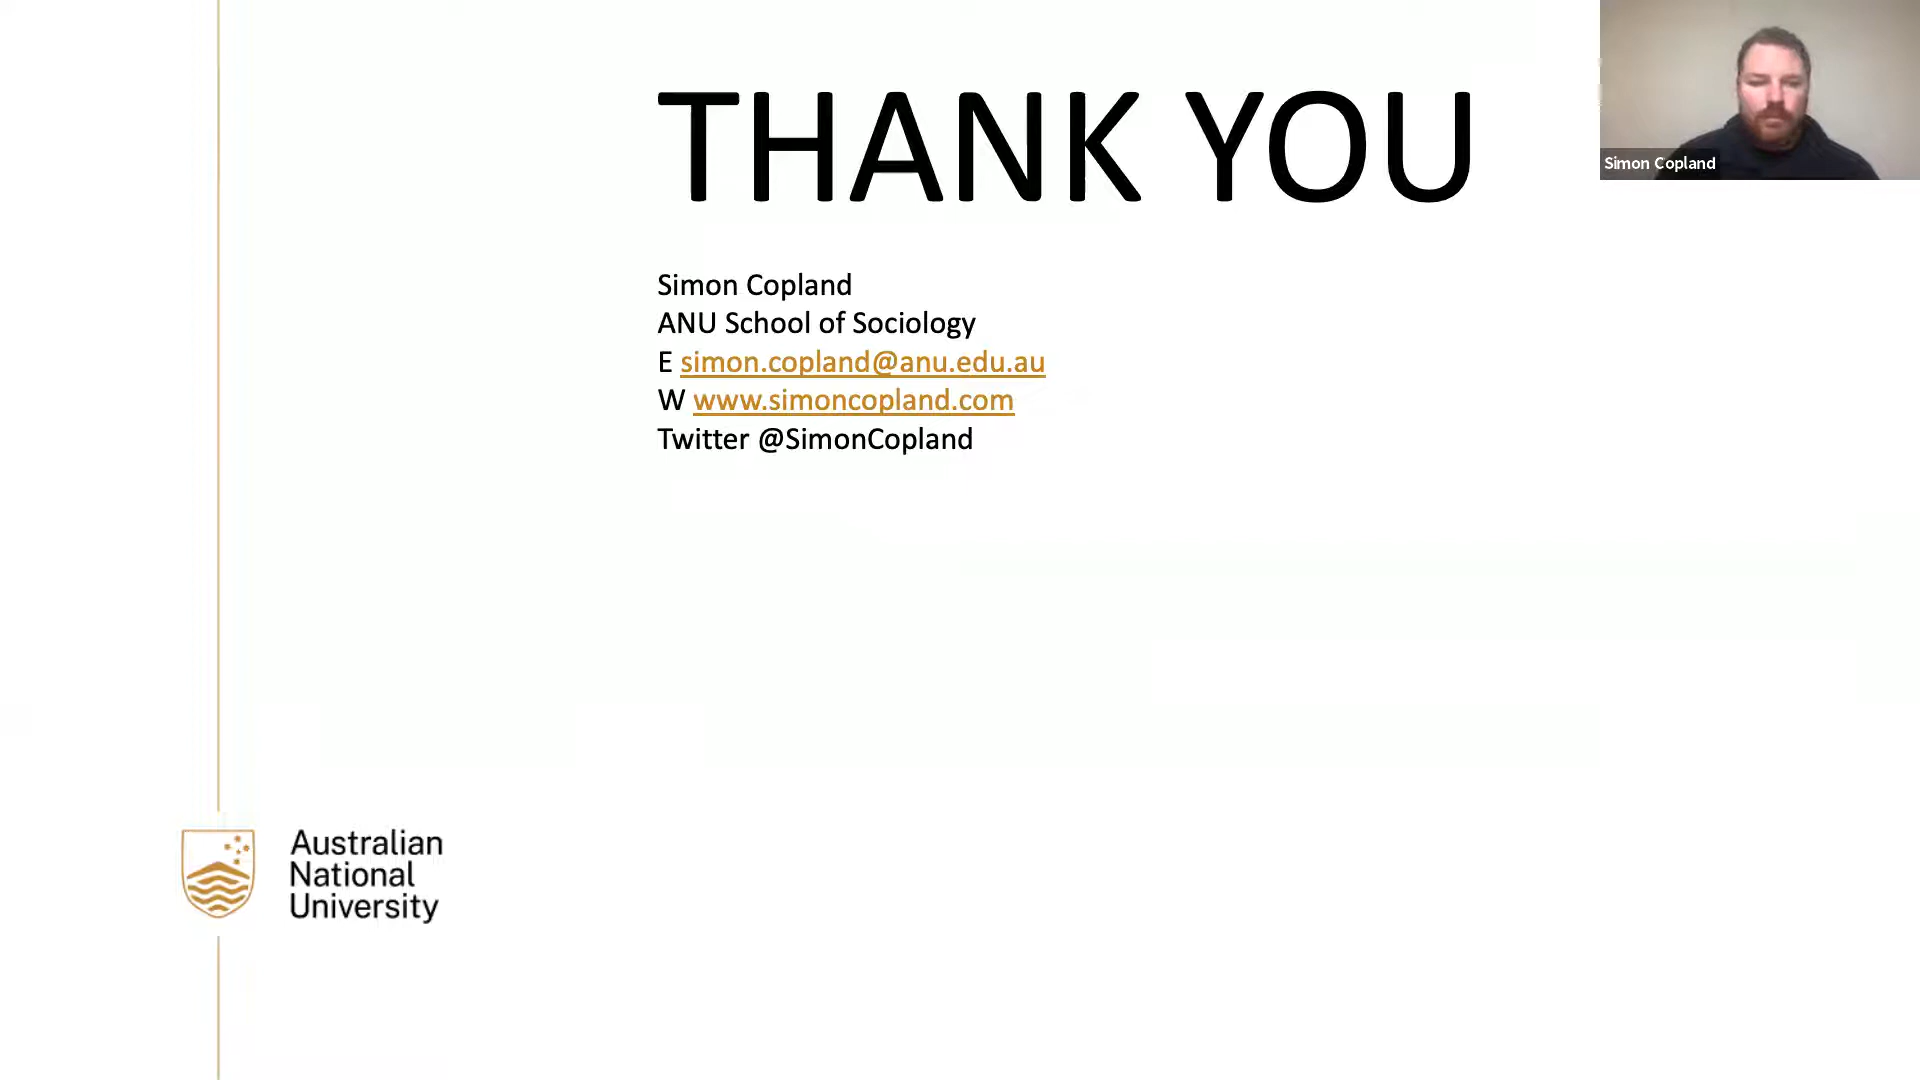 THANK YOU
Simon Copland
Simon Copland
ANU School of Sociology
E simon.copland@anu.edu.au
W www.simoncopland.com
Twitter @SimonCopland
Australian
National
University